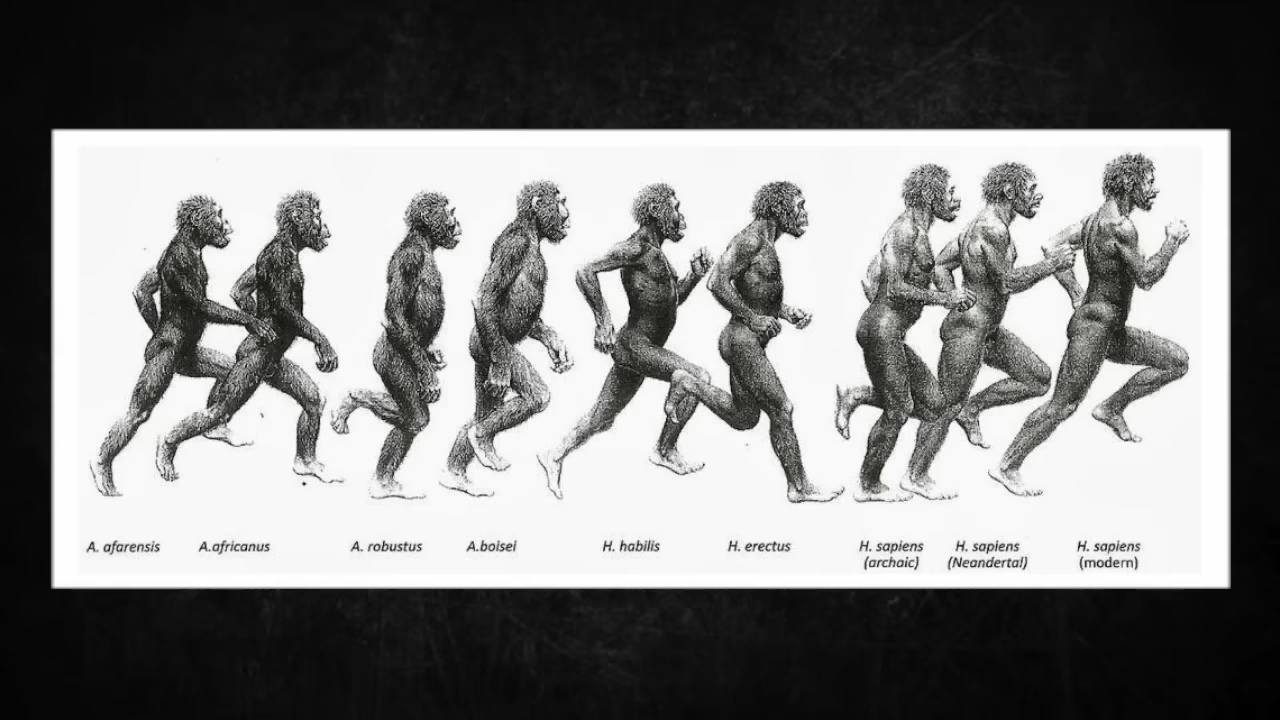 A. afarensis
A.africanus
A. robustus
A.boisei
H. habilis
H. erectus
H. sapiens
(archaic)
H. sapiens
(Neandertal)
H. sapiens
(modern)